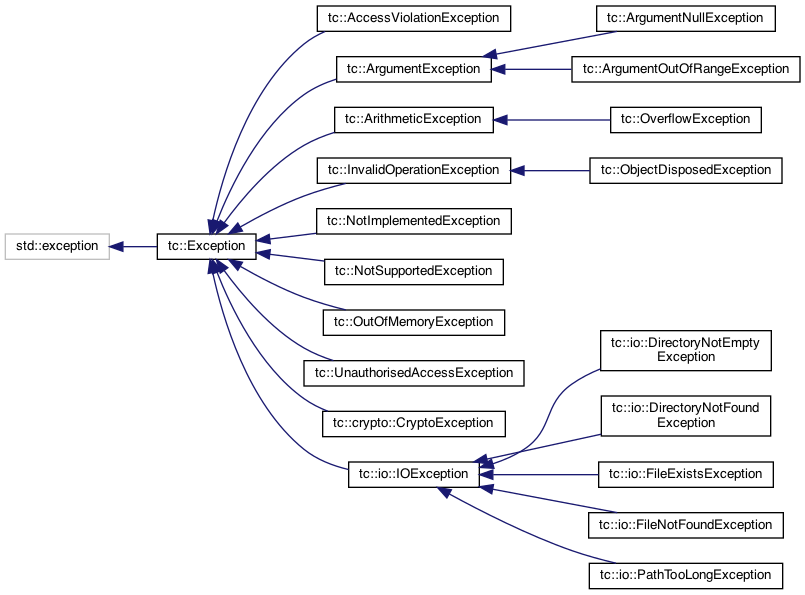 tc::AccessViolationException
tc::ArgumentNullException
tc::ArgumentException
tc::ArgumentOutOfRangeException
tc::ArithmeticException
tc::OverflowException
tc::InvalidOperationException
tc::ObjectDisposedException
tc::NotImplementedException
std::exception
tc::Exception
tc::NotSupportedException
tc::OutOfMemoryException
tc::io::DirectoryNotEmpty
Exception
tc::UnauthorisedAccessException
tc::io::DirectoryNotFound
Exception
tc::crypto::CryptoException
tc::io::IOException
tc::io::FileExistsException
tc::io::FileNotFoundException
tc::io::PathTooLongException